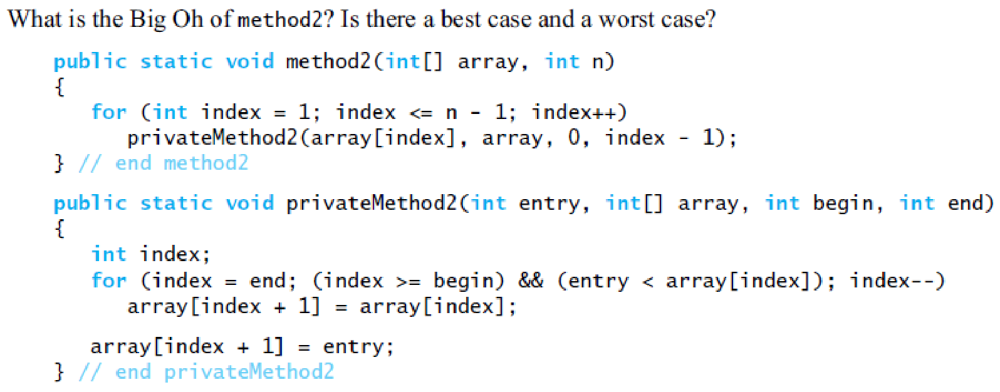 What is the Big Oh of method2? Is there a best case and a worst case?
public static void method2(int[] array, int n)
{
for (int index = 1; index <= n - 1; index++)
privateMethod2(array[index], array, 0, index - 1);
} // end method2
public static void privateMethod2(int entry, int[] array, int begin, int end)
{
int index;
for (index = end; (index >= begin) && (entry < array[index]); index--)
array[index + 1] = array[index];
array[index + 1] = entry;
} // end privateMethod2